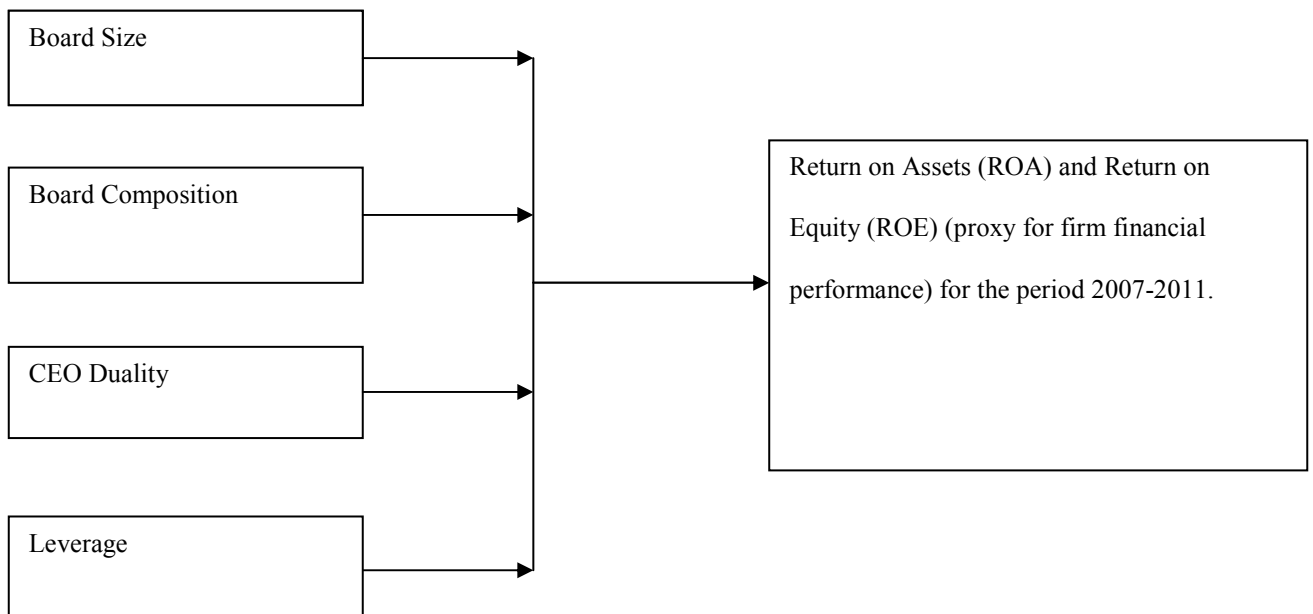 Board Size
Board Composition
CEO Duality
Leverage
Return on Assets (ROA) and Return on
Equity (ROE) (proxy for firm financial
performance) for the period 2007-2011.